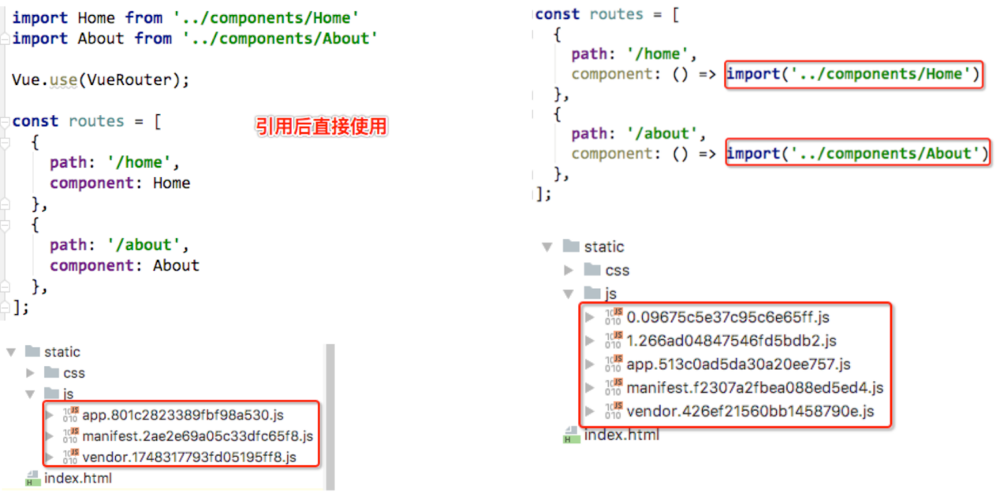 import Home from '../components/Home'
import About from '../components/About'
Vue.use(VueRouter);
const routes = [
{
path: '/home',
component: Home
},
{
path: '/about',
component: About
},
];
引用后直接使用
static
css
js
app.801c2823389fbf98a530.js
manifest.2ae2e69a05c33dfc65f8.js
vendor.1748317793fd05195ff8.js
index.html
const routes = [
{
path: '/home',
component: () => import('../components/Home')
},
{
path: '/about',
component: () => import('../components/About')
},
];
static
css
js
0.09675c5e37c95c6e65ff.js
1.266ad04847546fd5bdb2.js
app.513c0ad5da30a20ee757.js
manifest.f2307a2fbea088ed5ed4.js
vendor.426ef21560bb1458790e.js
index.html